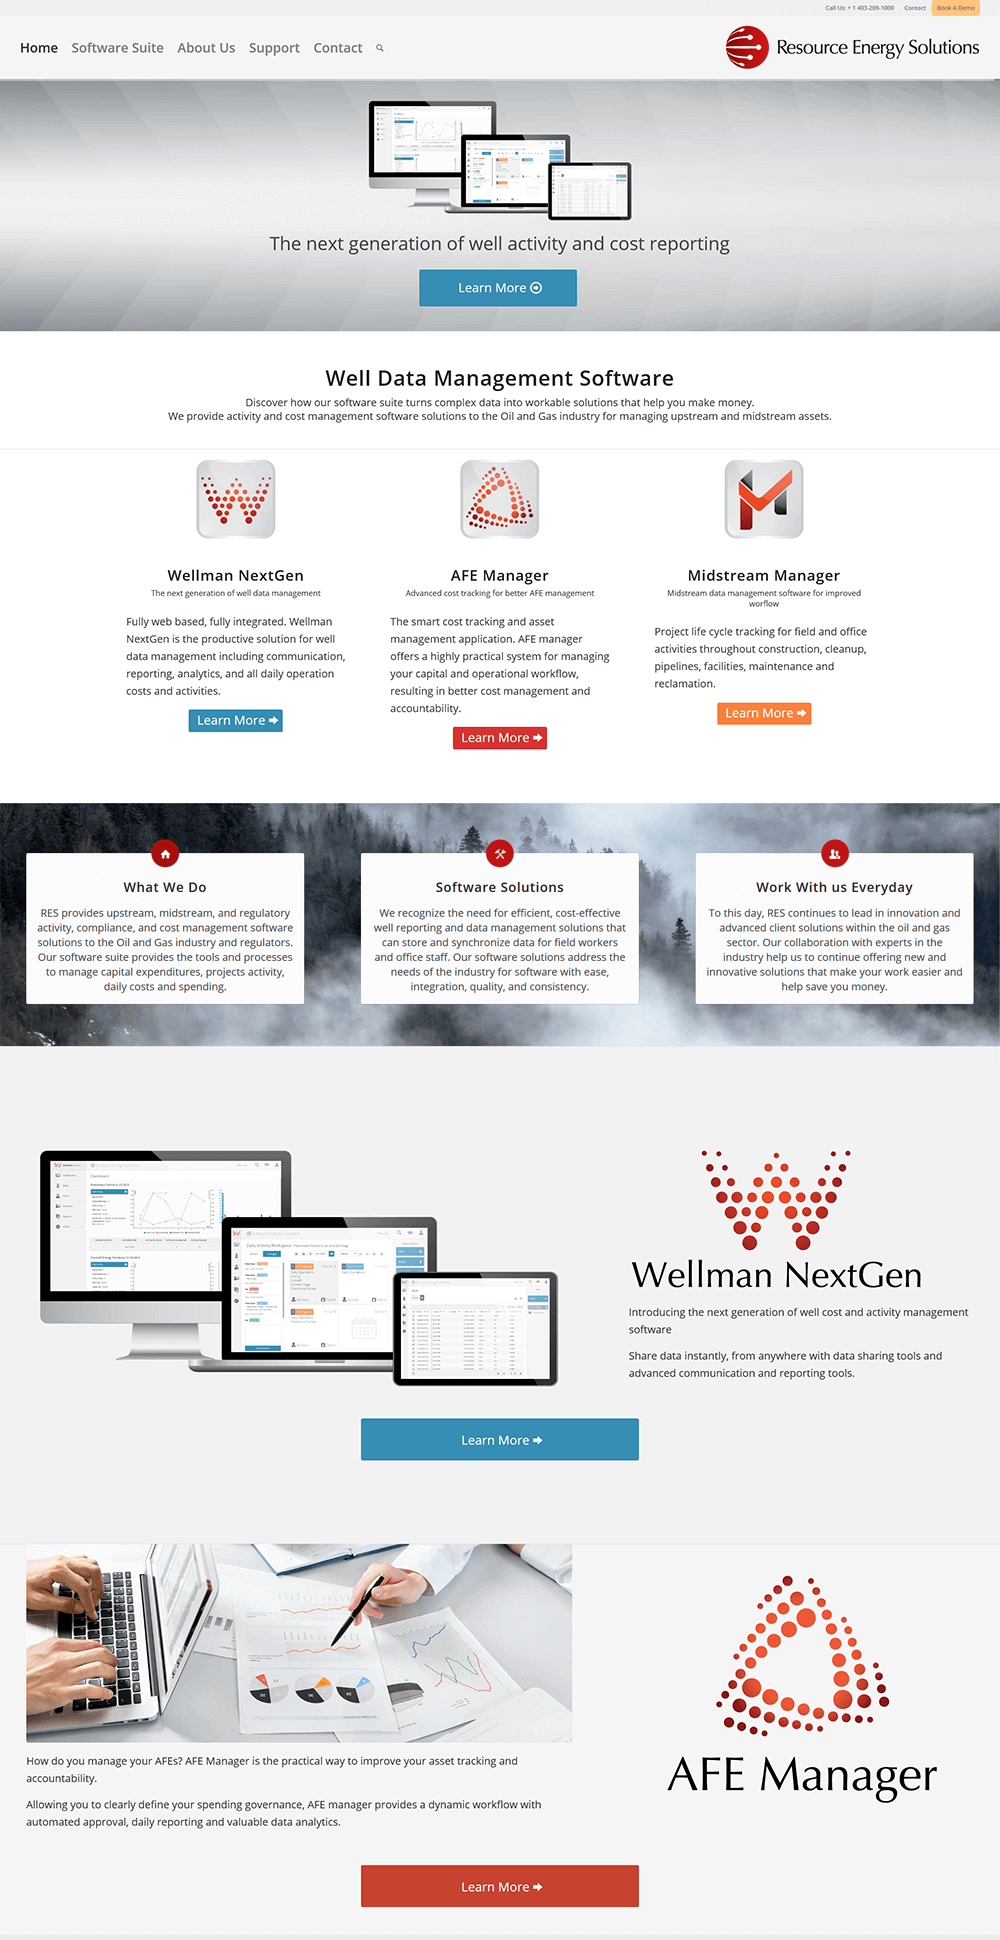 Call Us: + 1 403-209-1000 Contact Book A Demo
Home Software Suite About Us Support Contact
Resource Energy Solutions
The next generation of well activity and cost reporting
Learn More
Well Data Management Software
Discover how our software suite turns complex data into workable solutions that help you make money.
We provide activity and cost management software solutions to the Oil and Gas industry for managing upstream and midstream assets.
Wellman NextGen
The next generation of well data management
Fully web based, fully integrated. Wellman
NextGen is the productive solution for well
data management including communication,
reporting, analytics, and all daily operation
costs and activities.
Learn More
AFE Manager
Advanced cost tracking for better AFE management
The smart cost tracking and asset
management application. AFE manager
offers a highly practical system for managing
your capital and operational workflow,
resulting in better cost management and
accountability.
Learn More
Midstream Manager
Midstream data management software for improved
worflow
Project life cycle tracking for field and office
activities throughout construction, cleanup,
pipelines, facilities, maintenance and
reclamation.
Learn More
What We Do
RES provides upstream, midstream, and regulatory
activity, compliance, and cost management software
solutions to the Oil and Gas industry and regulators.
Our software suite provides the tools and processes
to manage capital expenditures, projects activity,
daily costs and spending.
Software Solutions
We recognize the need for efficient, cost-effective
well reporting and data management solutions that
can store and synchronize data for field workers
and office staff. Our software solutions address the
needs of the industry for software with ease,
integration, quality, and consistency.
Work With us Everyday
To this day, RES continues to lead in innovation and
advanced client solutions within the oil and gas
sector. Our collaboration with experts in the
industry help us to continue offering new and
innovative solutions that make your work easier and
help save you money.
Dashboard
Daily Activity Workspace
Wellman NextGen
Introducing the next generation of well cost and activity management
software
Share data instantly, from anywhere with data sharing tools and
advanced communication and reporting tools.
Learn More
How do you manage your AFEs? AFE Manager is the practical way to improve your asset tracking and
accountability.
Allowing you to clearly define your spending governance, AFE manager provides a dynamic workflow with
automated approval, daily reporting and valuable data analytics.
AFE Manager
Learn More